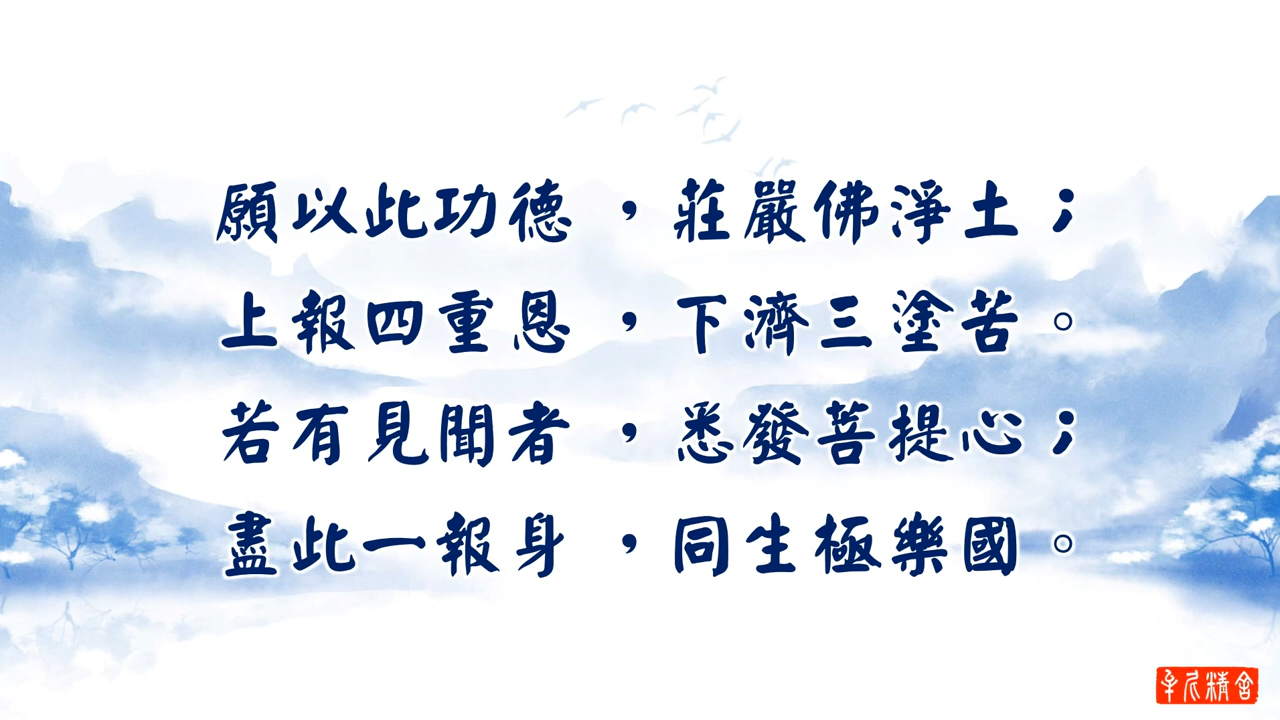 願以此功德，莊嚴佛淨土；
上報四重恩，下濟三塗苦。
若有見聞者，悉發菩提心；
盡此一報身，同生極樂國。